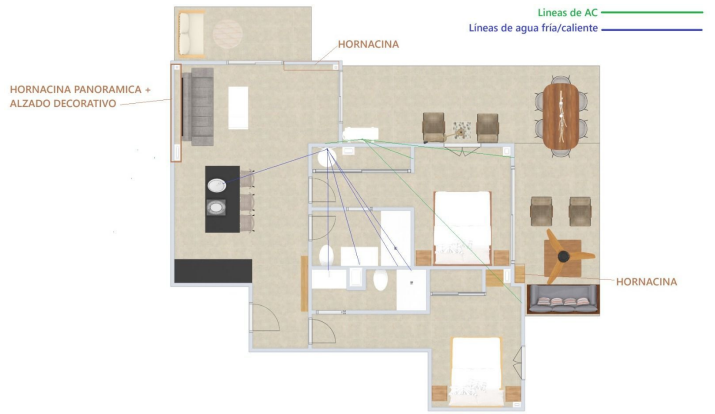 Lineas de AC
Líneas de agua fría/caliente
HORNACINA
HORNACINA PANORAMICA +
ALZADO DECORATIVO
HORNACINA